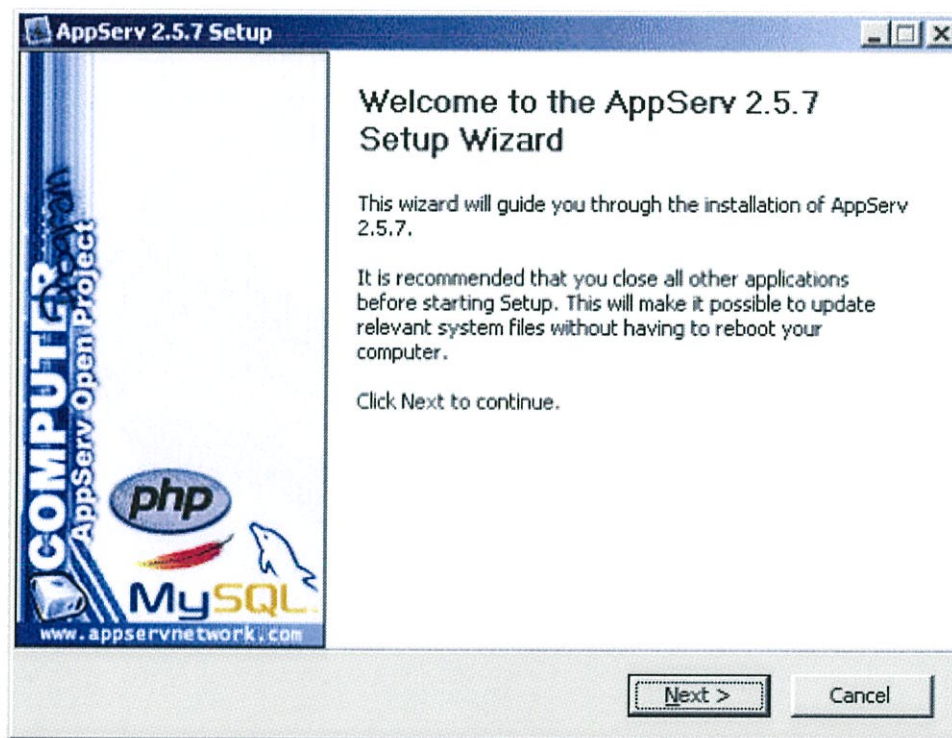 AppServ 2.5.7 Setup
Welcome to the AppServ 2.5.7
Setup Wizard
This wizard will guide you through the installation of AppServ
2.5.7.
It is recommended that you close all other applications
before starting Setup. This will make it possible to update
relevant system files without having to reboot your
computer.
Click Next to continue.
COMPUTER
Program
AppServ Open Project
php
MySQL
www.appservnetwork.com
Next >
Cancel